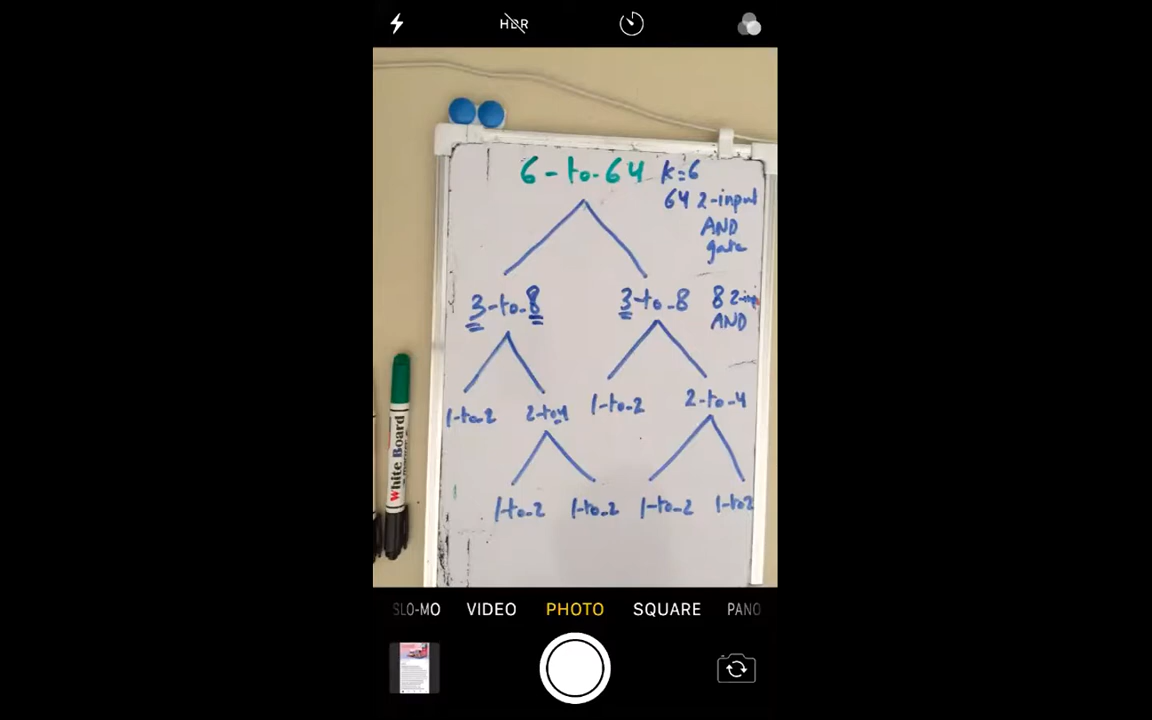 HDR
6-to-64 k=6
64 2-input
AND
gate
3-to-8 3-to-8 8 2-inp
AND
1-to-2 2-to-4 1-to-2 2-to-4
1-to-2 1-to-2 1-to-2 1-to-2
White Board
SLO-MO VIDEO PHOTO SQUARE PANO